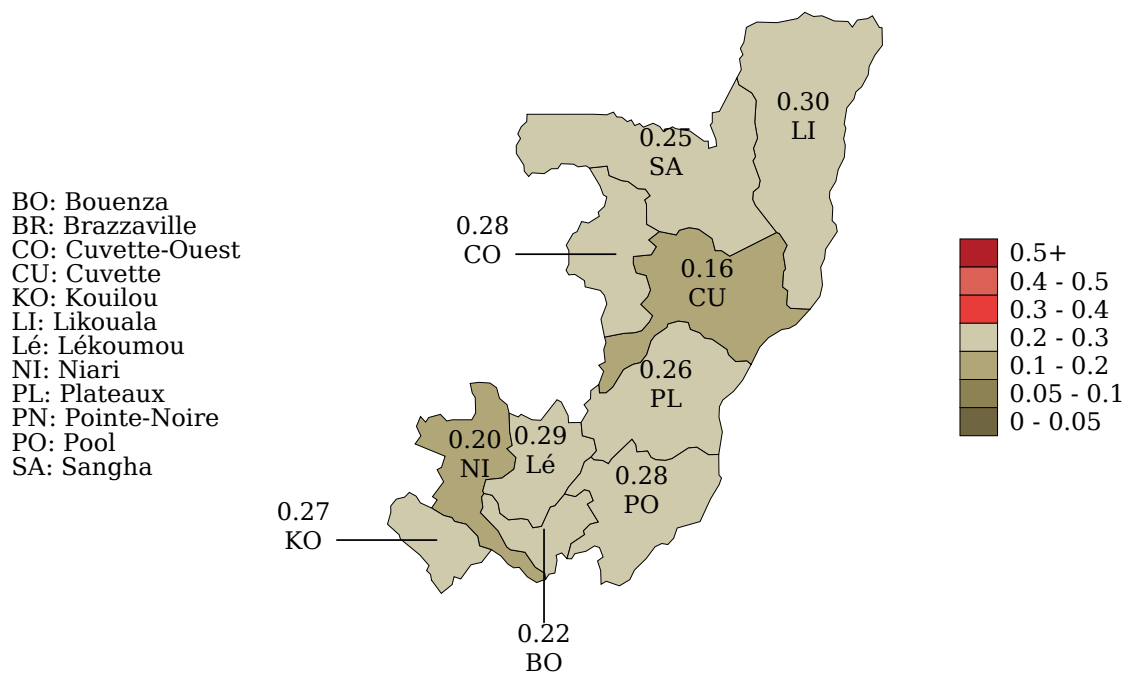 0.30
LI
0.25
SA
BO: Bouenza
BR: Brazzaville
CO: Cuvette-Ouest
CU: Cuvette
KO: Kouilou
LI: Likouala
Lé: Lékoumou
NI: Niari
PL: Plateaux
PN: Pointe-Noire
PO: Pool
SA: Sangha
0.28
CO
0.16
CU
0.5+
0.4 - 0.5
0.3 - 0.4
0.2 - 0.3
0.1 - 0.2
0.05 - 0.1
0 - 0.05
0.26
PL
0.20
NI
0.29
Lé
0.28
PO
0.27
KO
0.22
BO